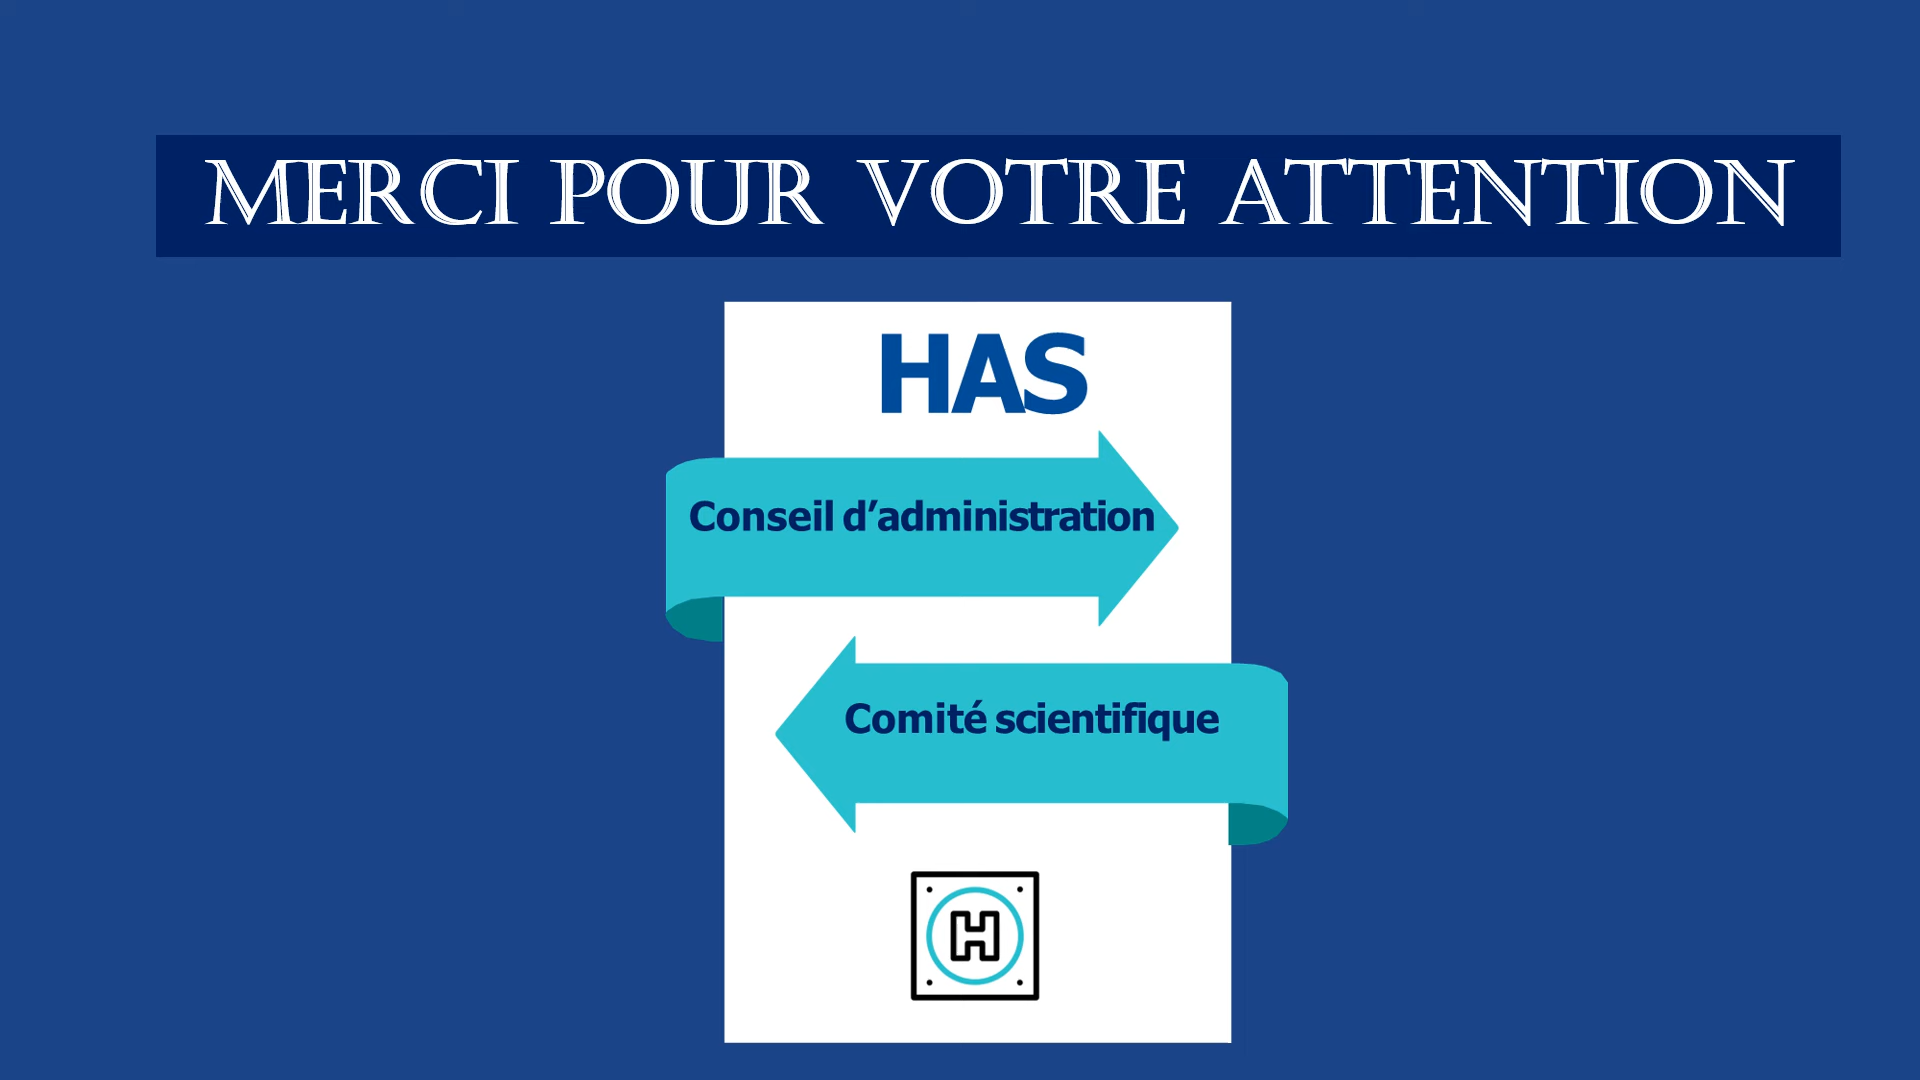 MERCI POUR VOTRE ATTENTION
HAS
Conseil d’administration
Comité scientifique
H